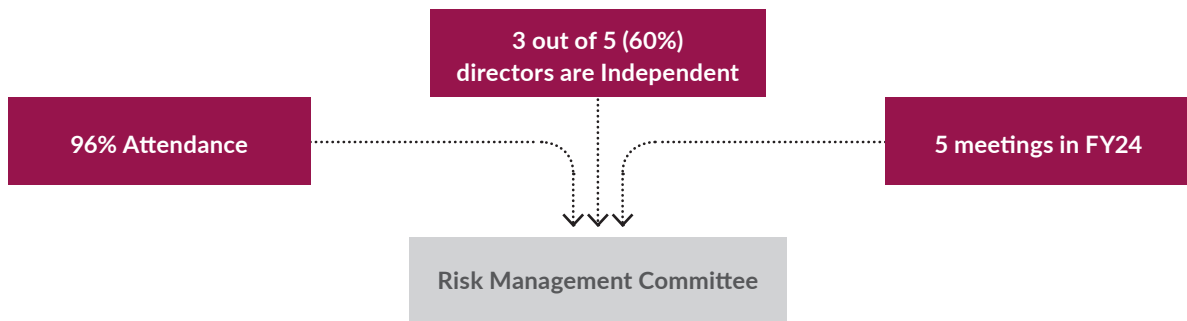 3 out of 5 (60%)
directors are Independent
96% Attendance
5 meetings in FY24
Risk Management Committee